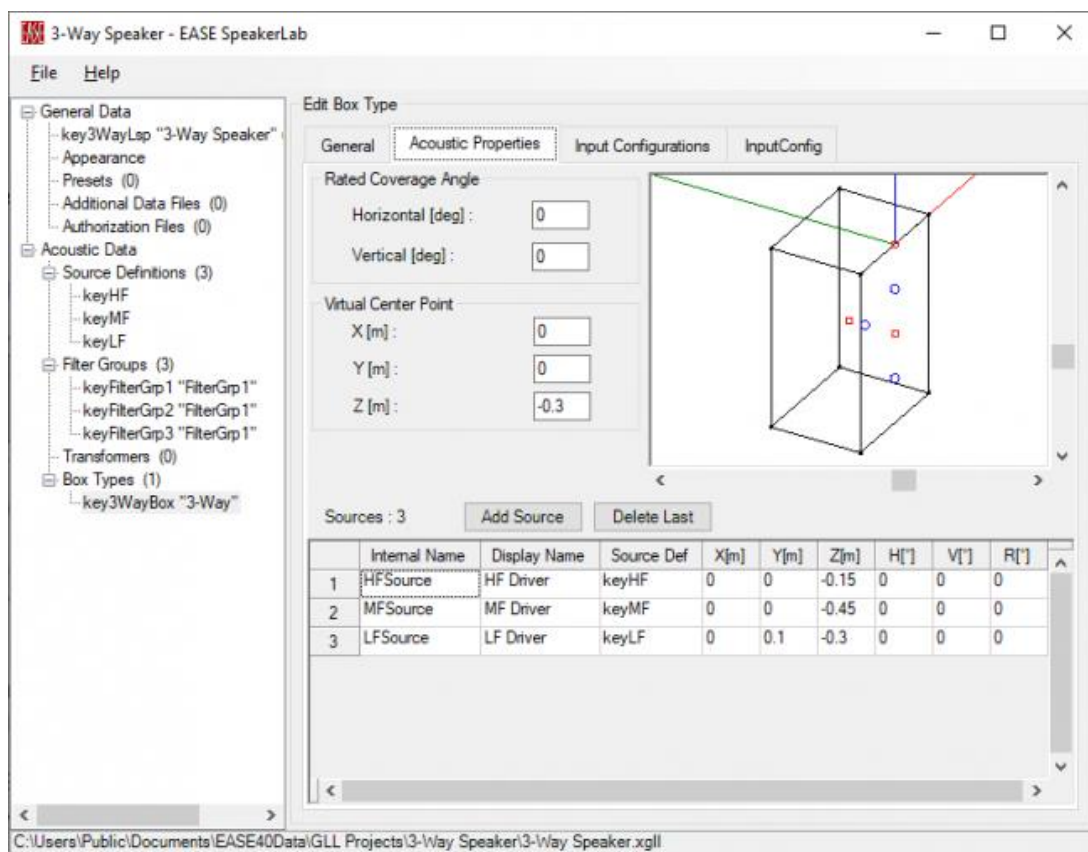 3-Way Speaker - EASE SpeakerLab
File Help
General Data
key3WayLsp "3-Way Speaker"
Appearance
Presets (0)
Additional Data Files (0)
Authorization Files (0)
Acoustic Data
Source Definitions (3)
keyHF
keyMF
keyLF
Filter Groups (3)
keyFilterGrp1 "FilterGrp1"
keyFilterGrp2 "FilterGrp1"
keyFilterGrp3 "FilterGrp1"
Transformers (0)
Box Types (1)
key3WayBox "3-Way"
Edit Box Type
General Acoustic Properties Input Configurations InputConfig
Rated Coverage Angle
Horizontal [deg] : 0
Vertical [deg] : 0
Virtual Center Point
X [m] : 0
Y [m] : 0
Z [m] : -0.3
Sources : 3 Add Source Delete Last
Internal Name Display Name Source Def X[m] Y[m] Z[m] H[°] V[°] R[°]
1 HFSource HF Driver keyHF 0 0 -0.15 0 0 0
2 MFSource MF Driver keyMF 0 0 -0.45 0 0 0
3 LFSource LF Driver keyLF 0 0.1 -0.3 0 0 0
C:\Users\Public\Documents\EASE40Data\GLL Projects\3-Way Speaker\3-Way Speaker.xgll